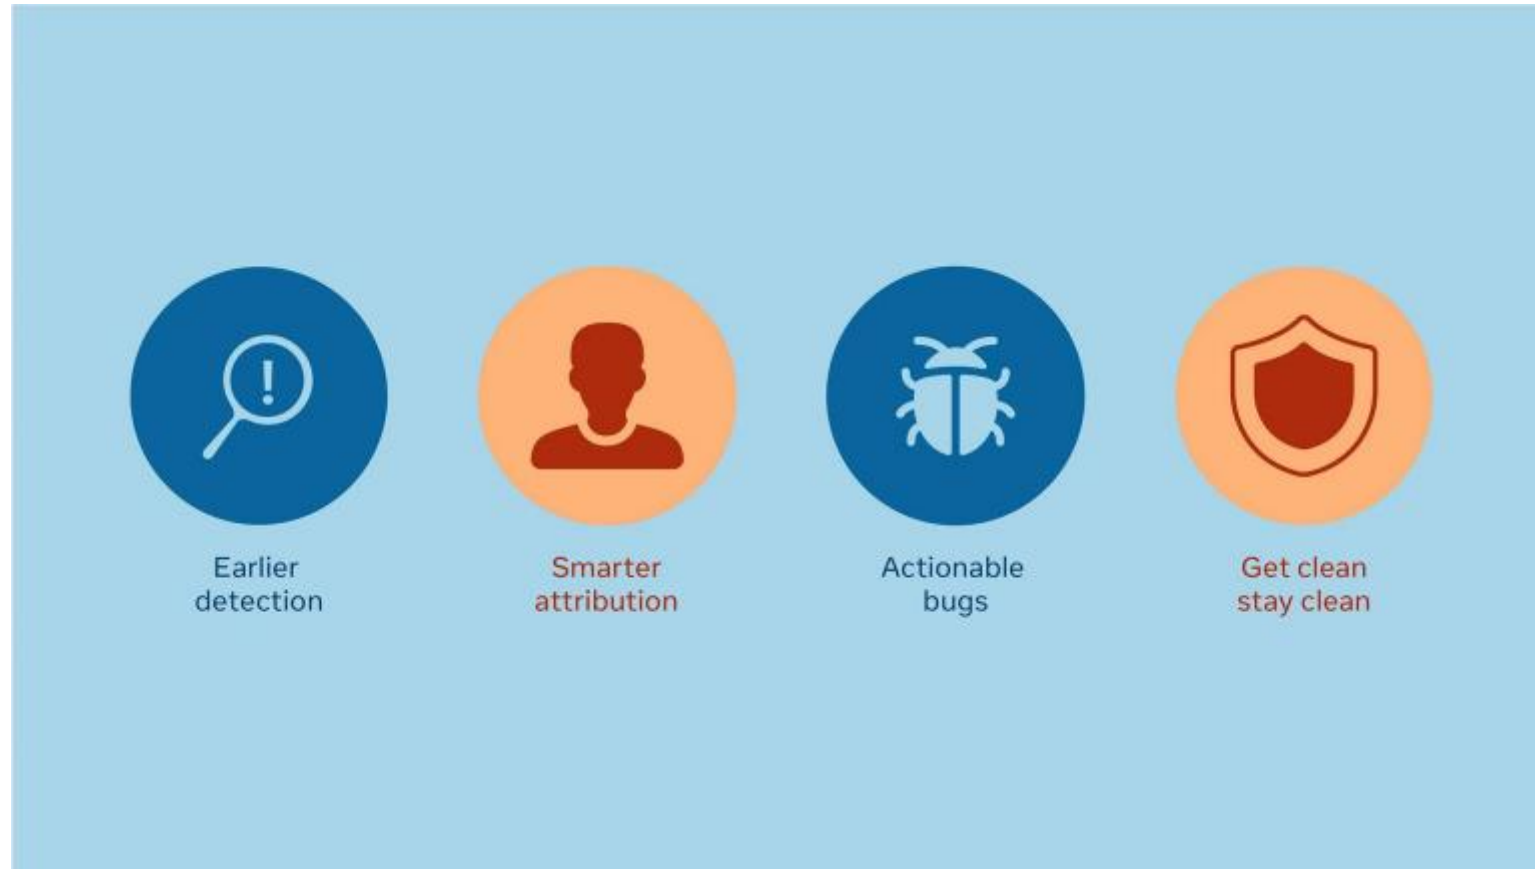 Earlier
detection
Smarter
attribution
Actionable
bugs
Get clean
stay clean